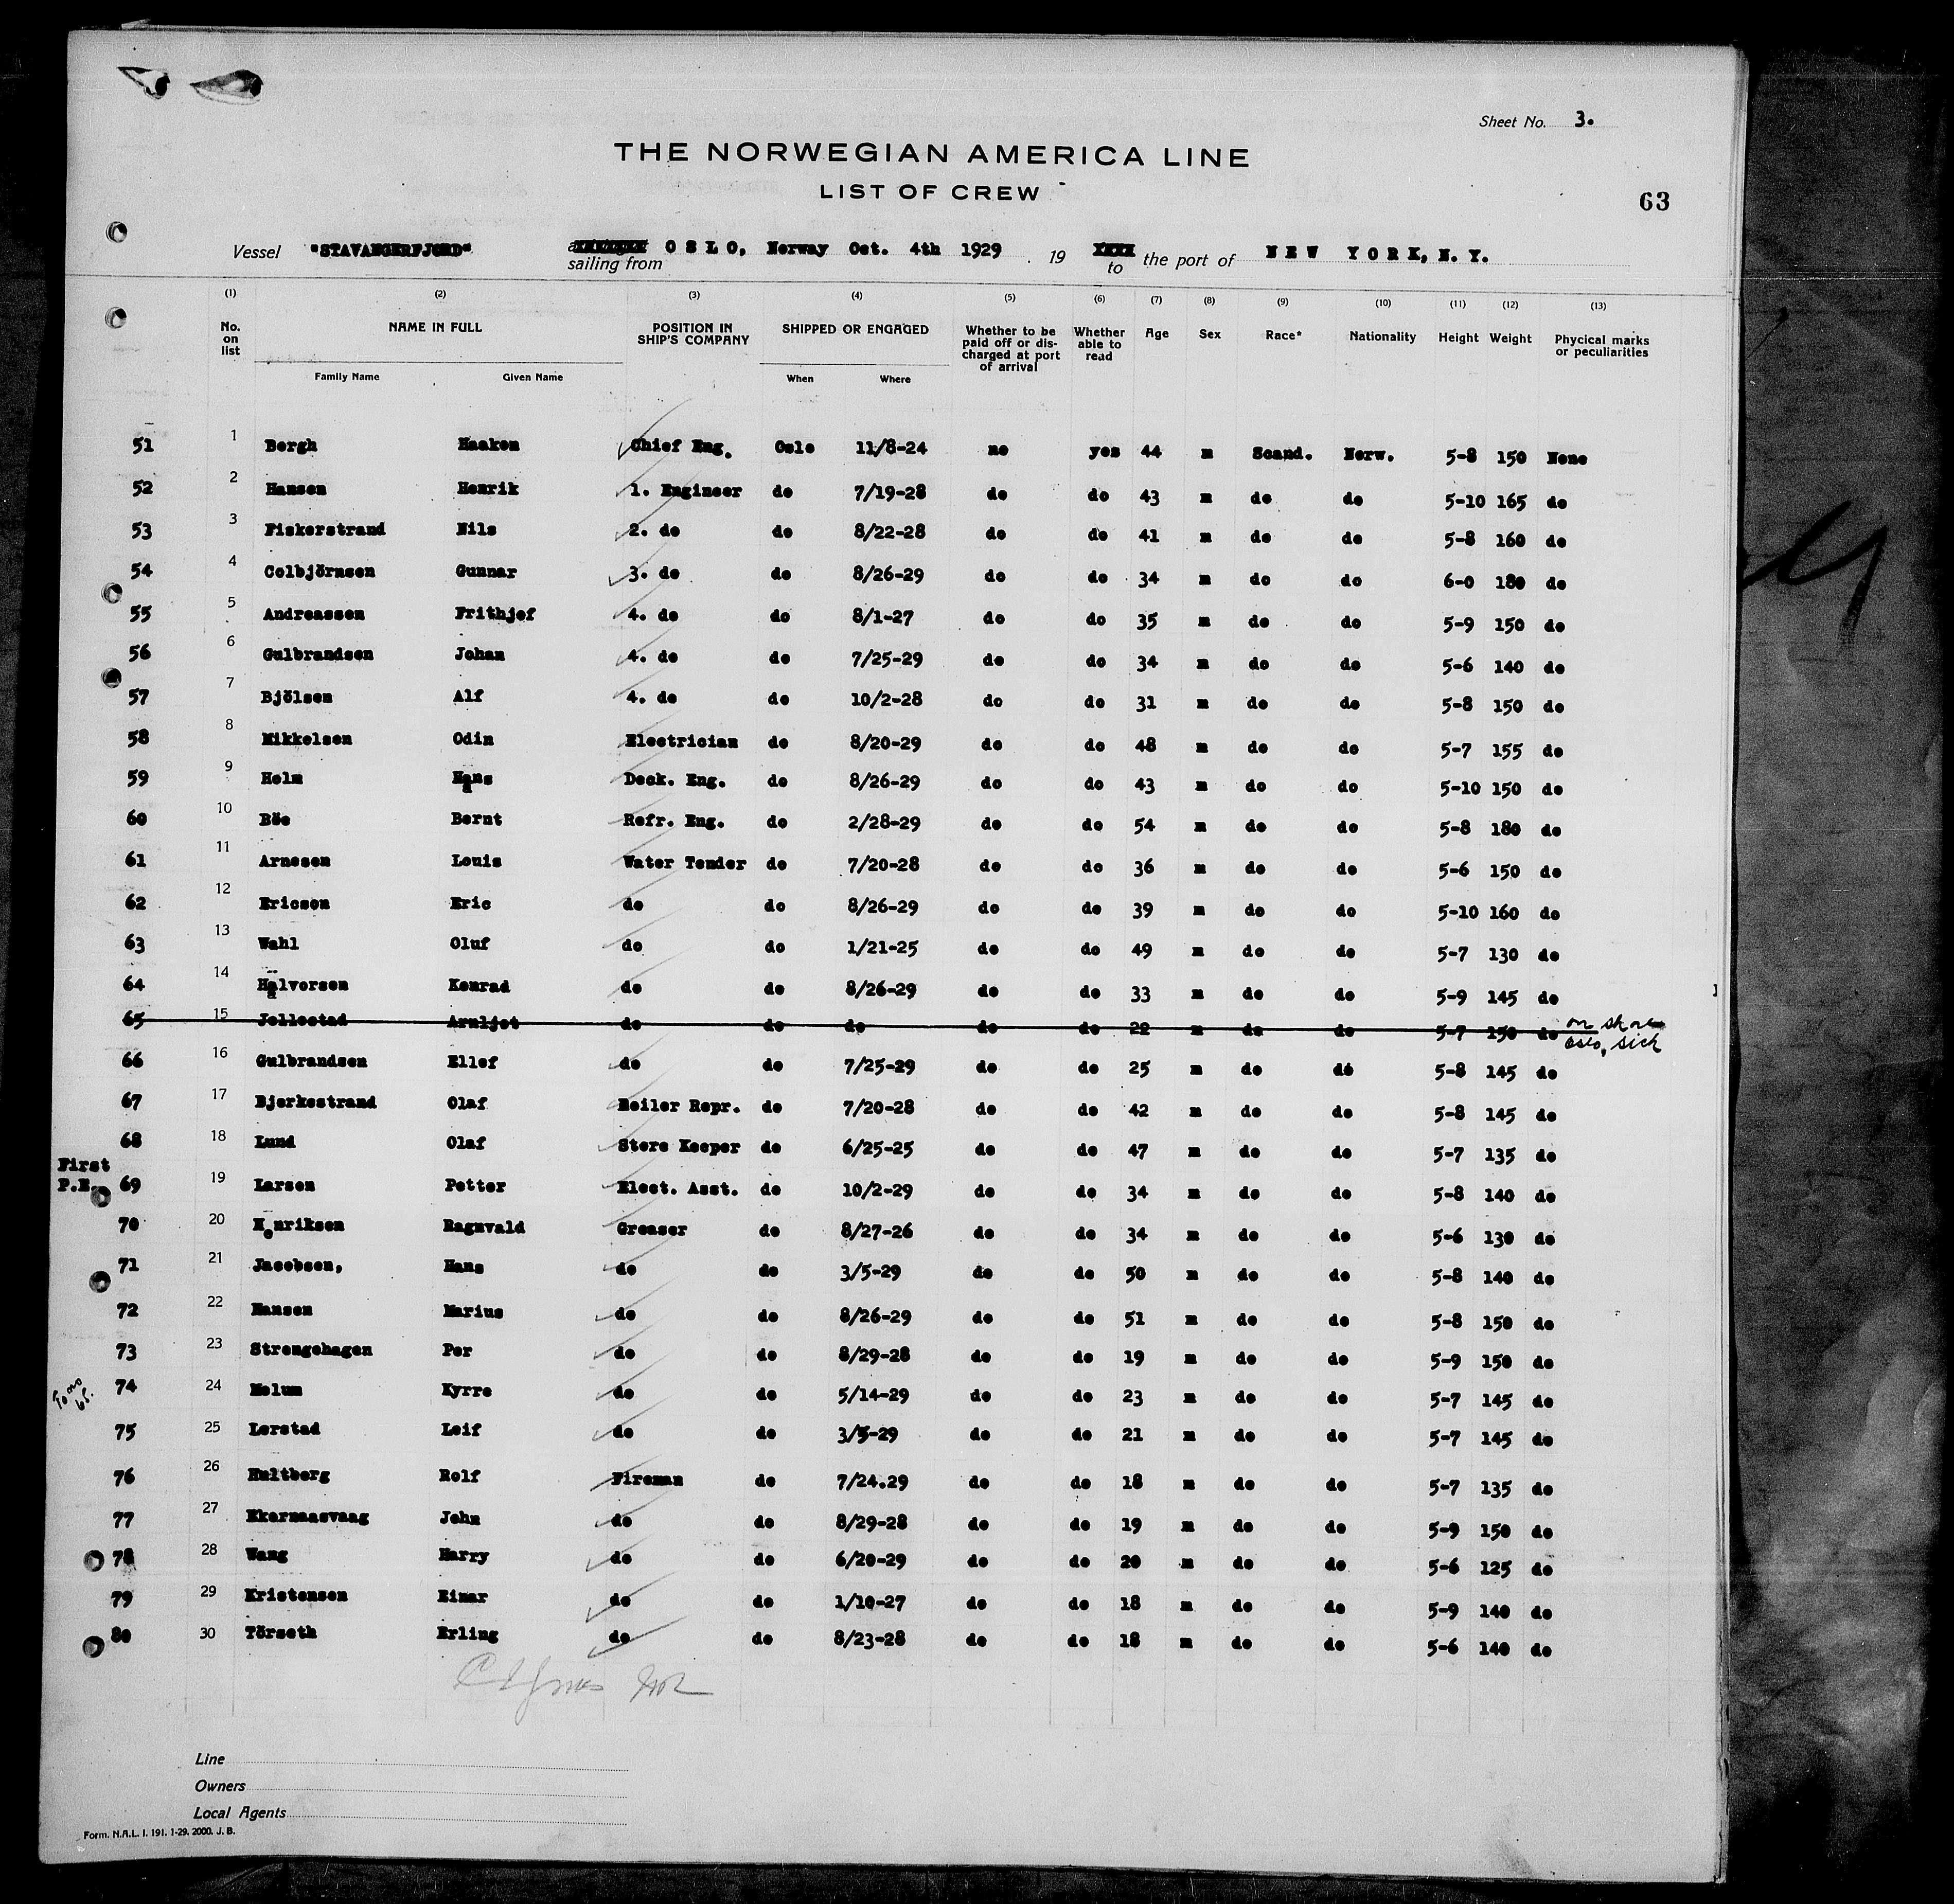 Sheet No. 3.
THE NORWEGIAN AMERICA LINE
LIST OF CREW
63
Vessel "STAVANGERFJORD" sailing from OSLO, Norway Oct. 4th 1929 19 to the port of NEW YORK, N. Y.
(1) (2) (3) (4) (5) (6) (7) (8) (9) (10) (11) (12) (13)
No. on list NAME IN FULL POSITION IN SHIP'S COMPANY SHIPPED OR ENGAGED Whether to be paid off or discharged at port of arrival Whether able to read Age Sex Race* Nationality Height Weight Phycical marks or peculiarities
Family Name Given Name When Where
51 1 Bergh Haakon Chief Eng. Oslo 11/8-24 no yes 44 m Scand. Norw. 5-8 150 None
52 2 Hansen Henrik 1. Engineer do 7/19-28 do do 43 m do do 5-10 165 do
53 3 Fiskerstrand Nils 2. do do 8/22-28 do do 41 m do do 5-8 160 do
54 4 Colbjörnsen Gunnar 3. do do 8/26-29 do do 34 m do do 6-0 180 do
55 5 Andreassen Frithjof 4. do do 8/1-27 do do 35 m do do 5-9 150 do
56 6 Gulbrandsen Johan 4. do do 7/25-29 do do 34 m do do 5-6 140 do
57 7 Bjölsen Alf 4. do do 10/2-28 do do 31 m do do 5-8 150 do
58 8 Mikkelsen Odin Electrician do 8/20-29 do do 48 m do do 5-7 155 do
59 9 Holm Hans Deck. Eng. do 8/26-29 do do 43 m do do 5-10 150 do
60 10 Böe Bernt Refr. Eng. do 2/28-29 do do 54 m do do 5-8 180 do
61 11 Arnesen Louis Water Tender do 7/20-28 do do 36 m do do 5-6 150 do
62 12 Ericson Eric do do 8/26-29 do do 39 m do do 5-10 160 do
63 13 Wahl Oluf do do 1/21-25 do do 49 m do do 5-7 130 do
64 14 Halvorsen Konrad do do 8/26-29 do do 33 m do do 5-9 145 do
65 15 Jellestad Arnljot do do do do do 22 m do do 5-7 150 do on shore Oslo, sick
66 16 Gulbrandsen Ellef do do 7/25-29 do do 25 m do do 5-8 145 do
67 17 Bjerkestrand Olaf Boiler Repr. do 7/20-28 do do 42 m do do 5-8 145 do
68 18 Lund Olaf Store Keeper do 6/25-25 do do 47 m do do 5-7 135 do
First P.E. 69 19 Larsen Petter Elect. Asst. do 10/2-29 do do 34 m do do 5-8 140 do
70 20 Henriksen Ragnvald Greaser do 8/27-26 do do 34 m do do 5-6 130 do
71 21 Jacobsen, Hans do do 3/5-29 do do 50 m do do 5-8 140 do
72 22 Hansen Marius do do 8/26-29 do do 51 m do do 5-8 150 do
73 23 Strengehagen Per do do 8/29-28 do do 19 m do do 5-9 150 do
To no 65. 74 24 Melum Kyrre do do 5/14-29 do do 23 m do do 5-7 145 do
75 25 Lerstad Leif do do 3/5-29 do do 21 m do do 5-7 145 do
76 26 Hultberg Rolf Fireman do 7/24.29 do do 18 m do do 5-7 135 do
77 27 Ekormaasvaag John do do 8/29-28 do do 19 m do do 5-9 150 do
78 28 Wang Harry do do 6/20-29 do do 20 m do do 5-6 125 do
79 29 Kristensen Einar do do 1/10-27 do do 18 m do do 5-9 140 do
80 30 Törseth Erling do do 8/23-28 do do 18 m do do 5-6 140 do
Line
Owners
Local Agents
Form. N.A.L. I. 191. 1-29. 2000. J. B.